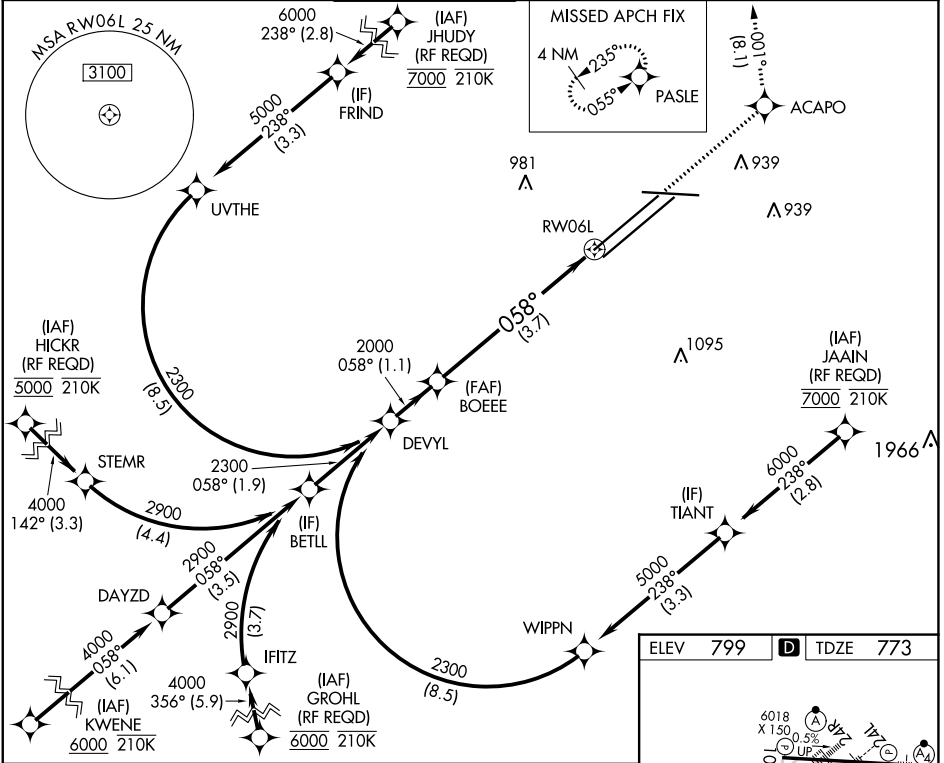 MSA RW06L 25 NM
3100
6000
238° (2.8)
(IAF)
JHUDY
(RF REQD)
7000 210K
(IF)
FRIND
5000
238°
(3.3)
UVTHE
MISSED APCH FIX
4 NM
235°
055°
PASLE
001°
(8.1)
ACAPO
981
939
939
RW06L
058°
(3.7)
1095
(IAF)
HICKR
(RF REQD)
5000 210K
2300
(8.5)
2000
058° (1.1)
(FAF)
BOEEE
DEVYL
(IAF)
JAAIN
(RF REQD)
7000 210K
1966
STEMR
4000
142° (3.3)
2900
(4.4)
2300
058° (1.9)
(IF)
BETLL
6000
238°
(2.8)
(IF)
TIANT
DAYZD
2900
058°
(3.5)
2900
(3.7)
5000
238°
(3.3)
WIPPN
4000
058°
(6.1)
(IAF)
KWENE
6000 210K
IFITZ
4000
356° (5.9)
(IAF)
GROHL
(RF REQD)
6000 210K
2300
(8.5)
ELEV 799 D TDZE 773
6018
X 150
A
0.5%
UP
24R
24L
P
P
A4